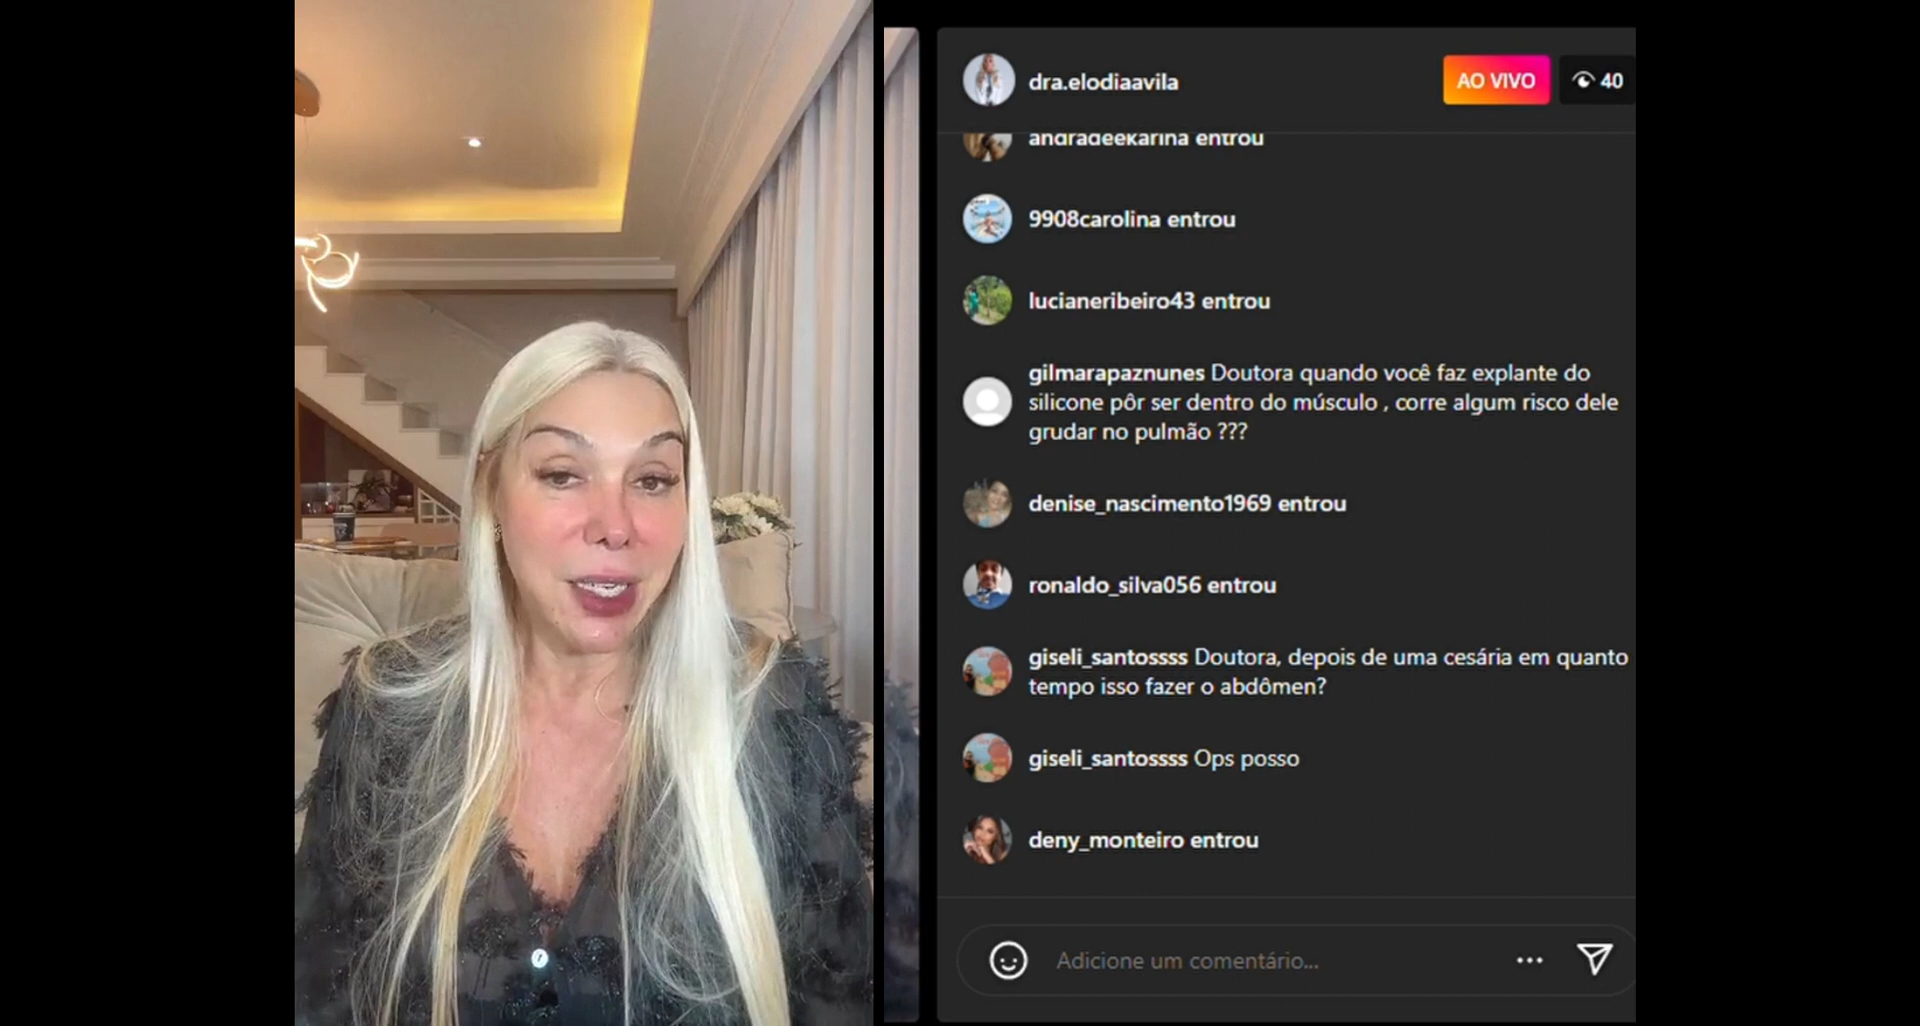 dra.elodiaavila
AO VIVO
40
andradeekarina entrou
9908carolina entrou
lucianeribeiro43 entrou
gilmarapaznunes Doutora quando você faz explante do
silicone pôr ser dentro do músculo , corre algum risco dele
grudar no pulmão ???
denise_nascimento1969 entrou
ronaldo_silva056 entrou
giseli_santossss Doutora, depois de uma cesária em quanto
tempo isso fazer o abdômen?
giseli_santossss Ops posso
deny_monteiro entrou
Adicione um comentário...